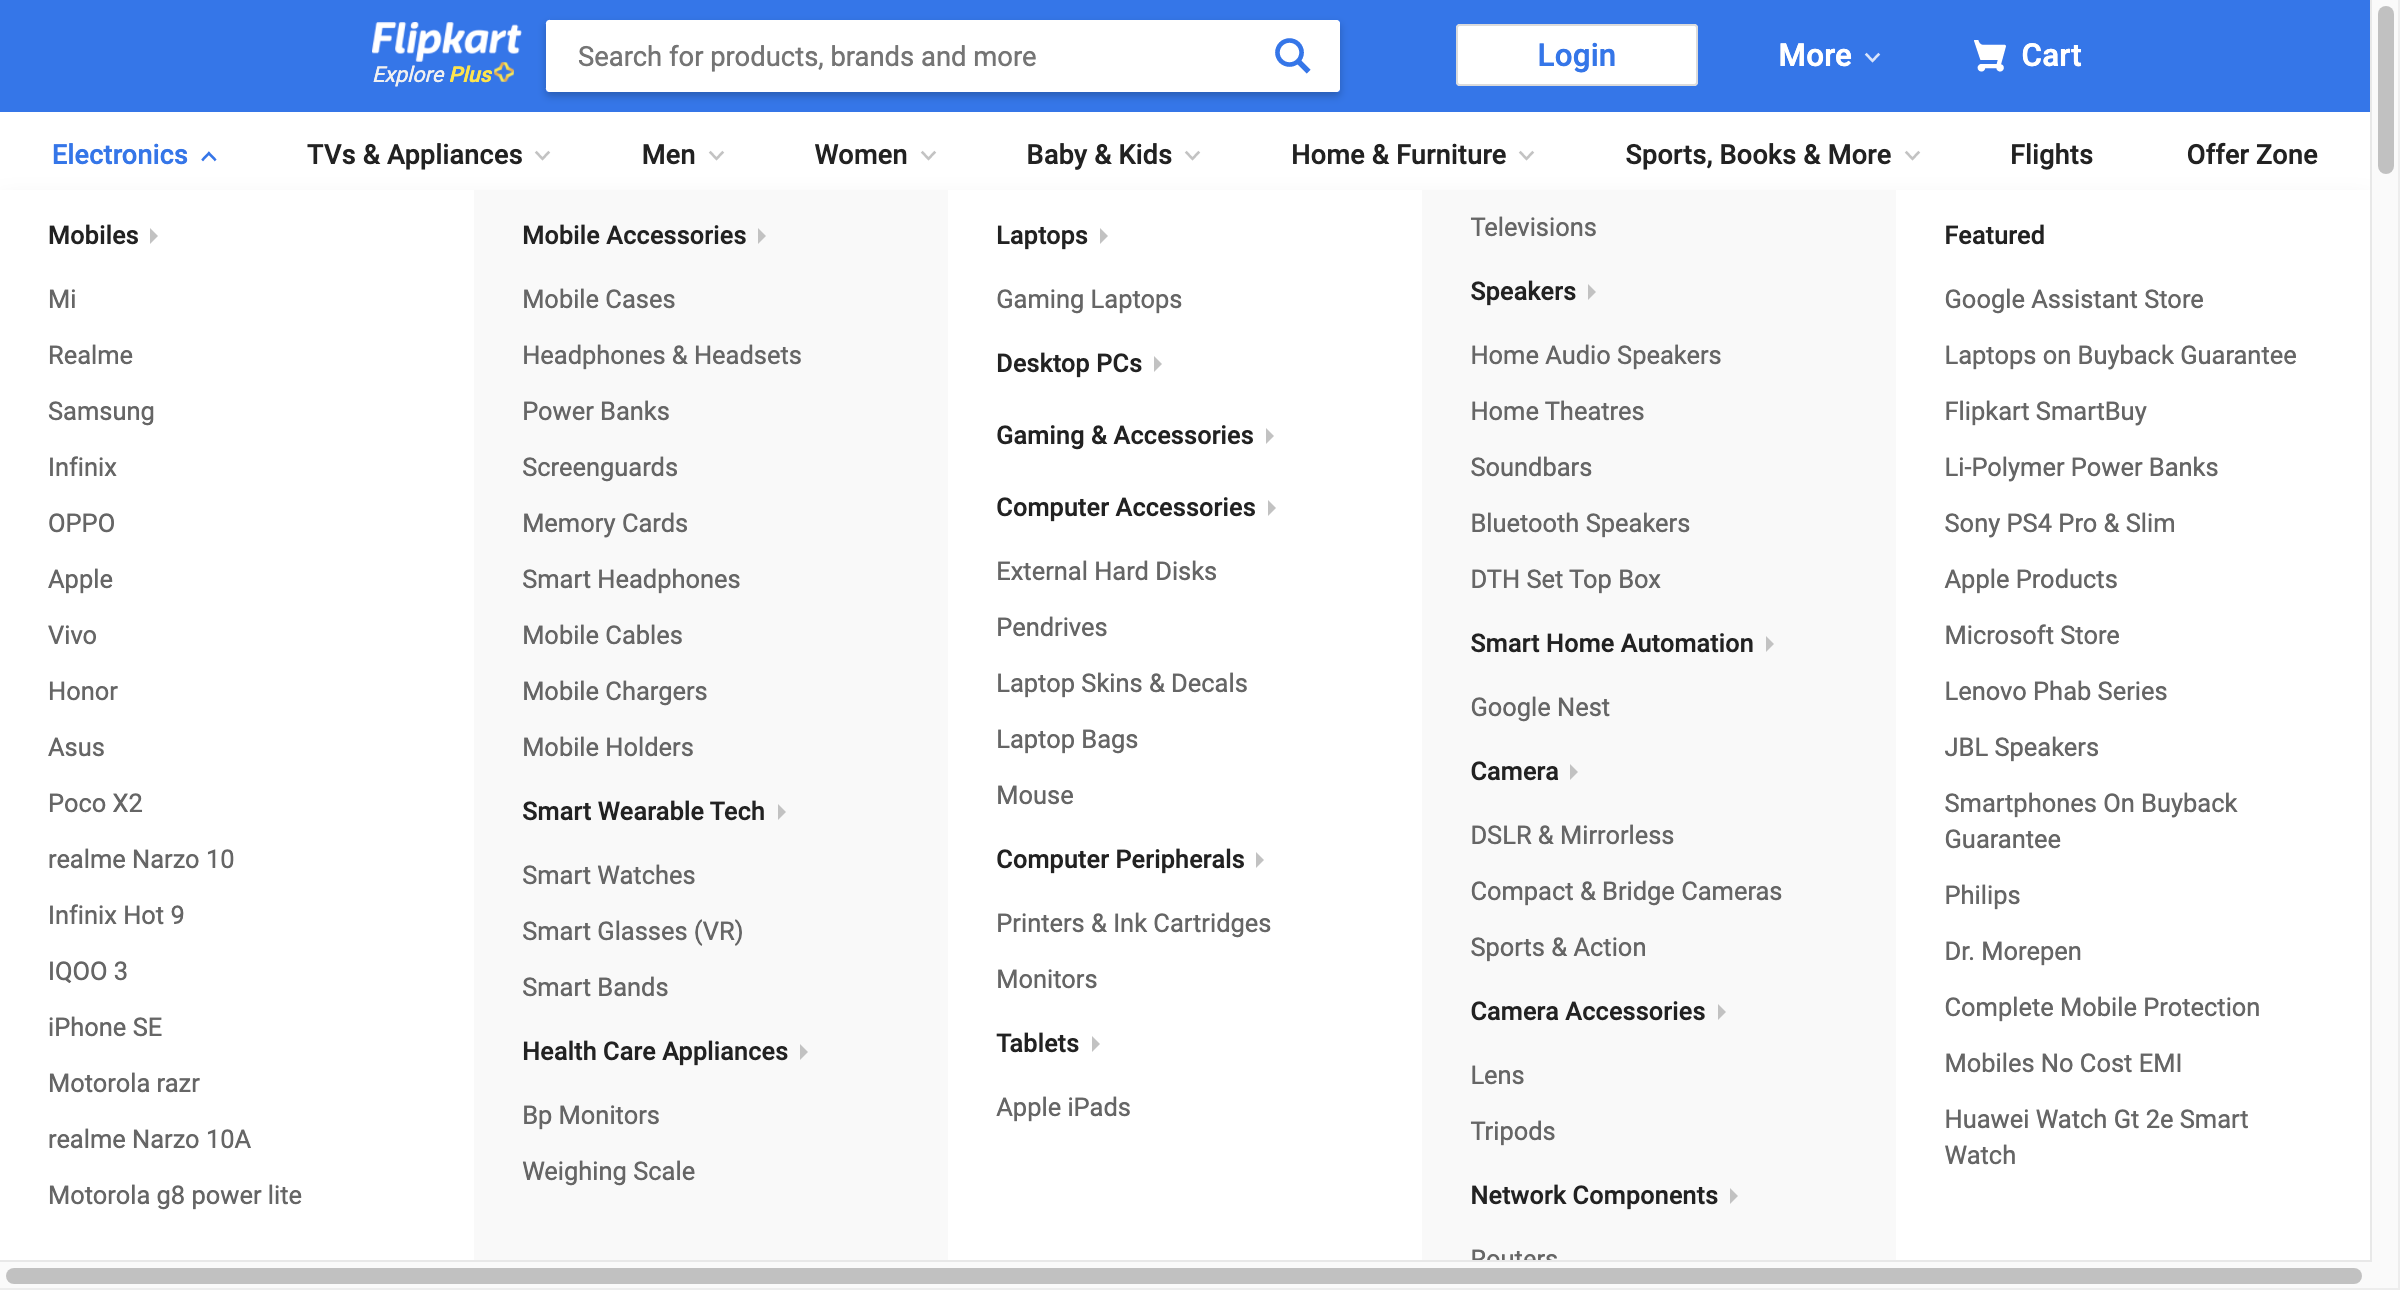 Flipkart
Explore Plus
Search for products, brands and more
Login
More
Cart
Electronics
TVs & Appliances
Men
Women
Baby & Kids
Home & Furniture
Sports, Books & More
Flights
Offer Zone
Mobiles
Mi
Realme
Samsung
Infinix
OPPO
Apple
Vivo
Honor
Asus
Poco X2
realme Narzo 10
Infinix Hot 9
IQOO 3
iPhone SE
Motorola razr
realme Narzo 10A
Motorola g8 power lite
Mobile Accessories
Mobile Cases
Headphones & Headsets
Power Banks
Screenguards
Memory Cards
Smart Headphones
Mobile Cables
Mobile Chargers
Mobile Holders
Smart Wearable Tech
Smart Watches
Smart Glasses (VR)
Smart Bands
Health Care Appliances
Bp Monitors
Weighing Scale
Laptops
Gaming Laptops
Desktop PCs
Gaming & Accessories
Computer Accessories
External Hard Disks
Pendrives
Laptop Skins & Decals
Laptop Bags
Mouse
Computer Peripherals
Printers & Ink Cartridges
Monitors
Tablets
Apple iPads
Televisions
Speakers
Home Audio Speakers
Home Theatres
Soundbars
Bluetooth Speakers
DTH Set Top Box
Smart Home Automation
Google Nest
Camera
DSLR & Mirrorless
Compact & Bridge Cameras
Sports & Action
Camera Accessories
Lens
Tripods
Network Components
Routers
Featured
Google Assistant Store
Laptops on Buyback Guarantee
Flipkart SmartBuy
Li-Polymer Power Banks
Sony PS4 Pro & Slim
Apple Products
Microsoft Store
Lenovo Phab Series
JBL Speakers
Smartphones On Buyback
Guarantee
Philips
Dr. Morepen
Complete Mobile Protection
Mobiles No Cost EMI
Huawei Watch Gt 2e Smart
Watch